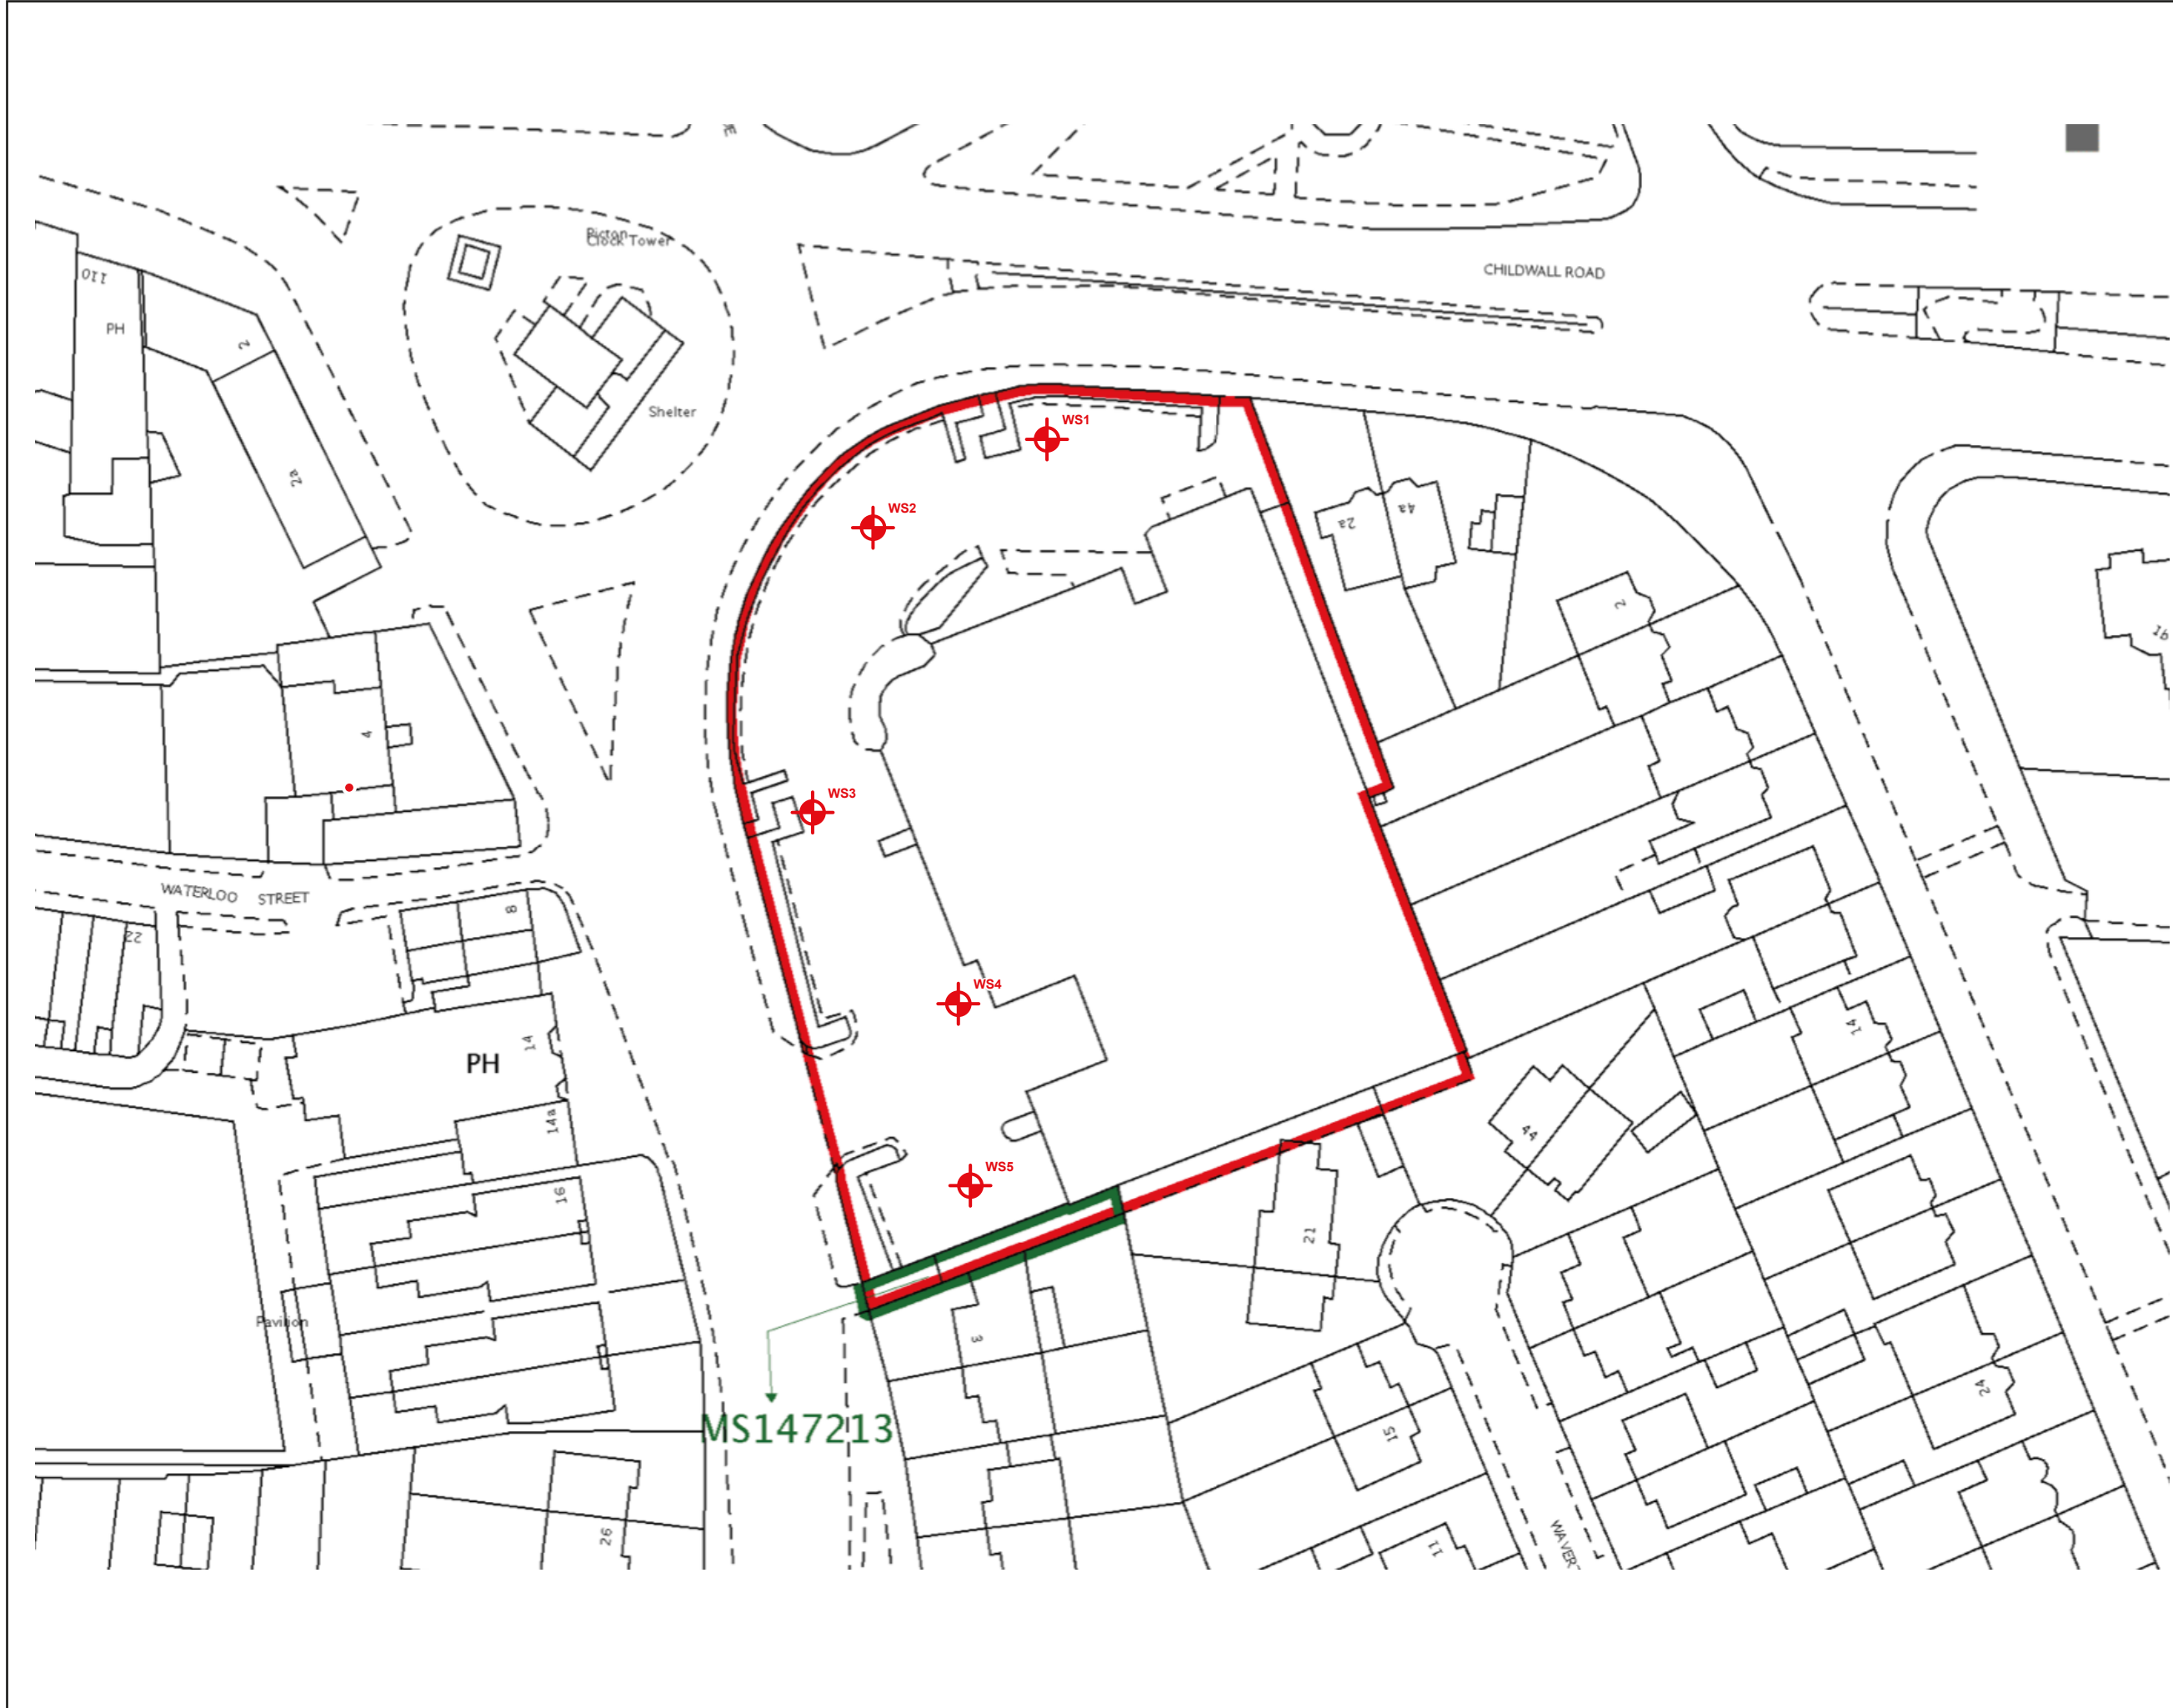 Picton
Clock Tower
CHILDWALL ROAD
110
PH
2
Shelter
2a
WS1
WS2
2a
4a
2
16
4
WS3
WATERLOO STREET
8
22
WS4
14
PH
14
14a
44
WS5
16
21
Pavilion
3
MS147213
24
15
26
11
WAVERT